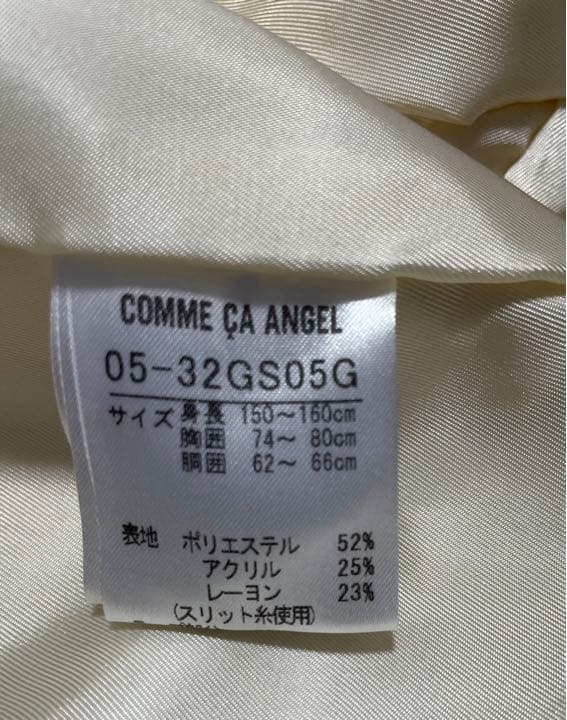 COMME ÇA ANGEL
05-32GS05G
サイズ 身長 150～160cm
胸囲 74～ 80cm
胴囲 62～ 66cm
表地 ポリエステル 52%
アクリル 25%
レーヨン 23%
(スリット糸使用)